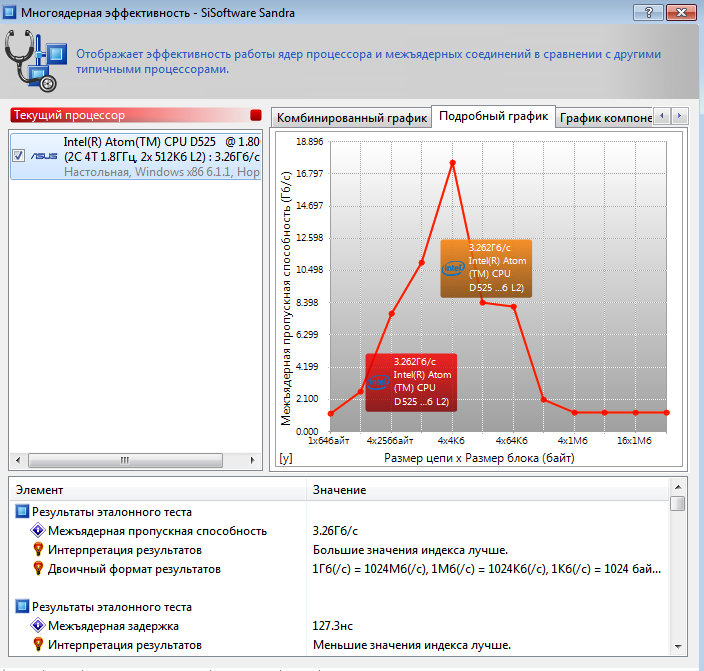 Многоядерная эффективность - SiSoftware Sandra
?
Отображает эффективность работы ядер процессора и межъядерных соединений в сравнении с другими
типичными процессорами.
Текущий процессор
ASUS
Intel(R) Atom(TM) CPU D525 @ 1.80
(2C 4T 1.8ГГц, 2x 512Кб L2) : 3.26Гб/с
Настольная, Windows x86 6.1.1, Нор
Комбинированный график
Подробный график
График компоне
Межъядерная пропускная способность (Гб/с)
18.896
16.797
14.697
12.598
10.498
8.398
6.299
4.199
2.100
0.000
3.262Гб/с
Intel(R) Atom
(TM) CPU
D525 ...6 L2)
intel
3.262Гб/с
Intel(R) Atom
(TM) CPU
D525 ...6 L2)
intel
1x64байт
4x256байт
4x4Кб
4x64Кб
4x1Мб
16x1Мб
[y]
Размер цепи x Размер блока (байт)
Элемент
Значение
Результаты эталонного теста
Межъядерная пропускная способность
3.26Гб/с
Интерпретация результатов
Большие значения индекса лучше.
Двоичный формат результатов
1Гб(/с) = 1024Мб(/с), 1Мб(/с) = 1024Кб(/с), 1Кб(/с) = 1024 бай...
Результаты эталонного теста
Межъядерная задержка
127.3нс
Интерпретация результатов
Меньшие значения индекса лучше.